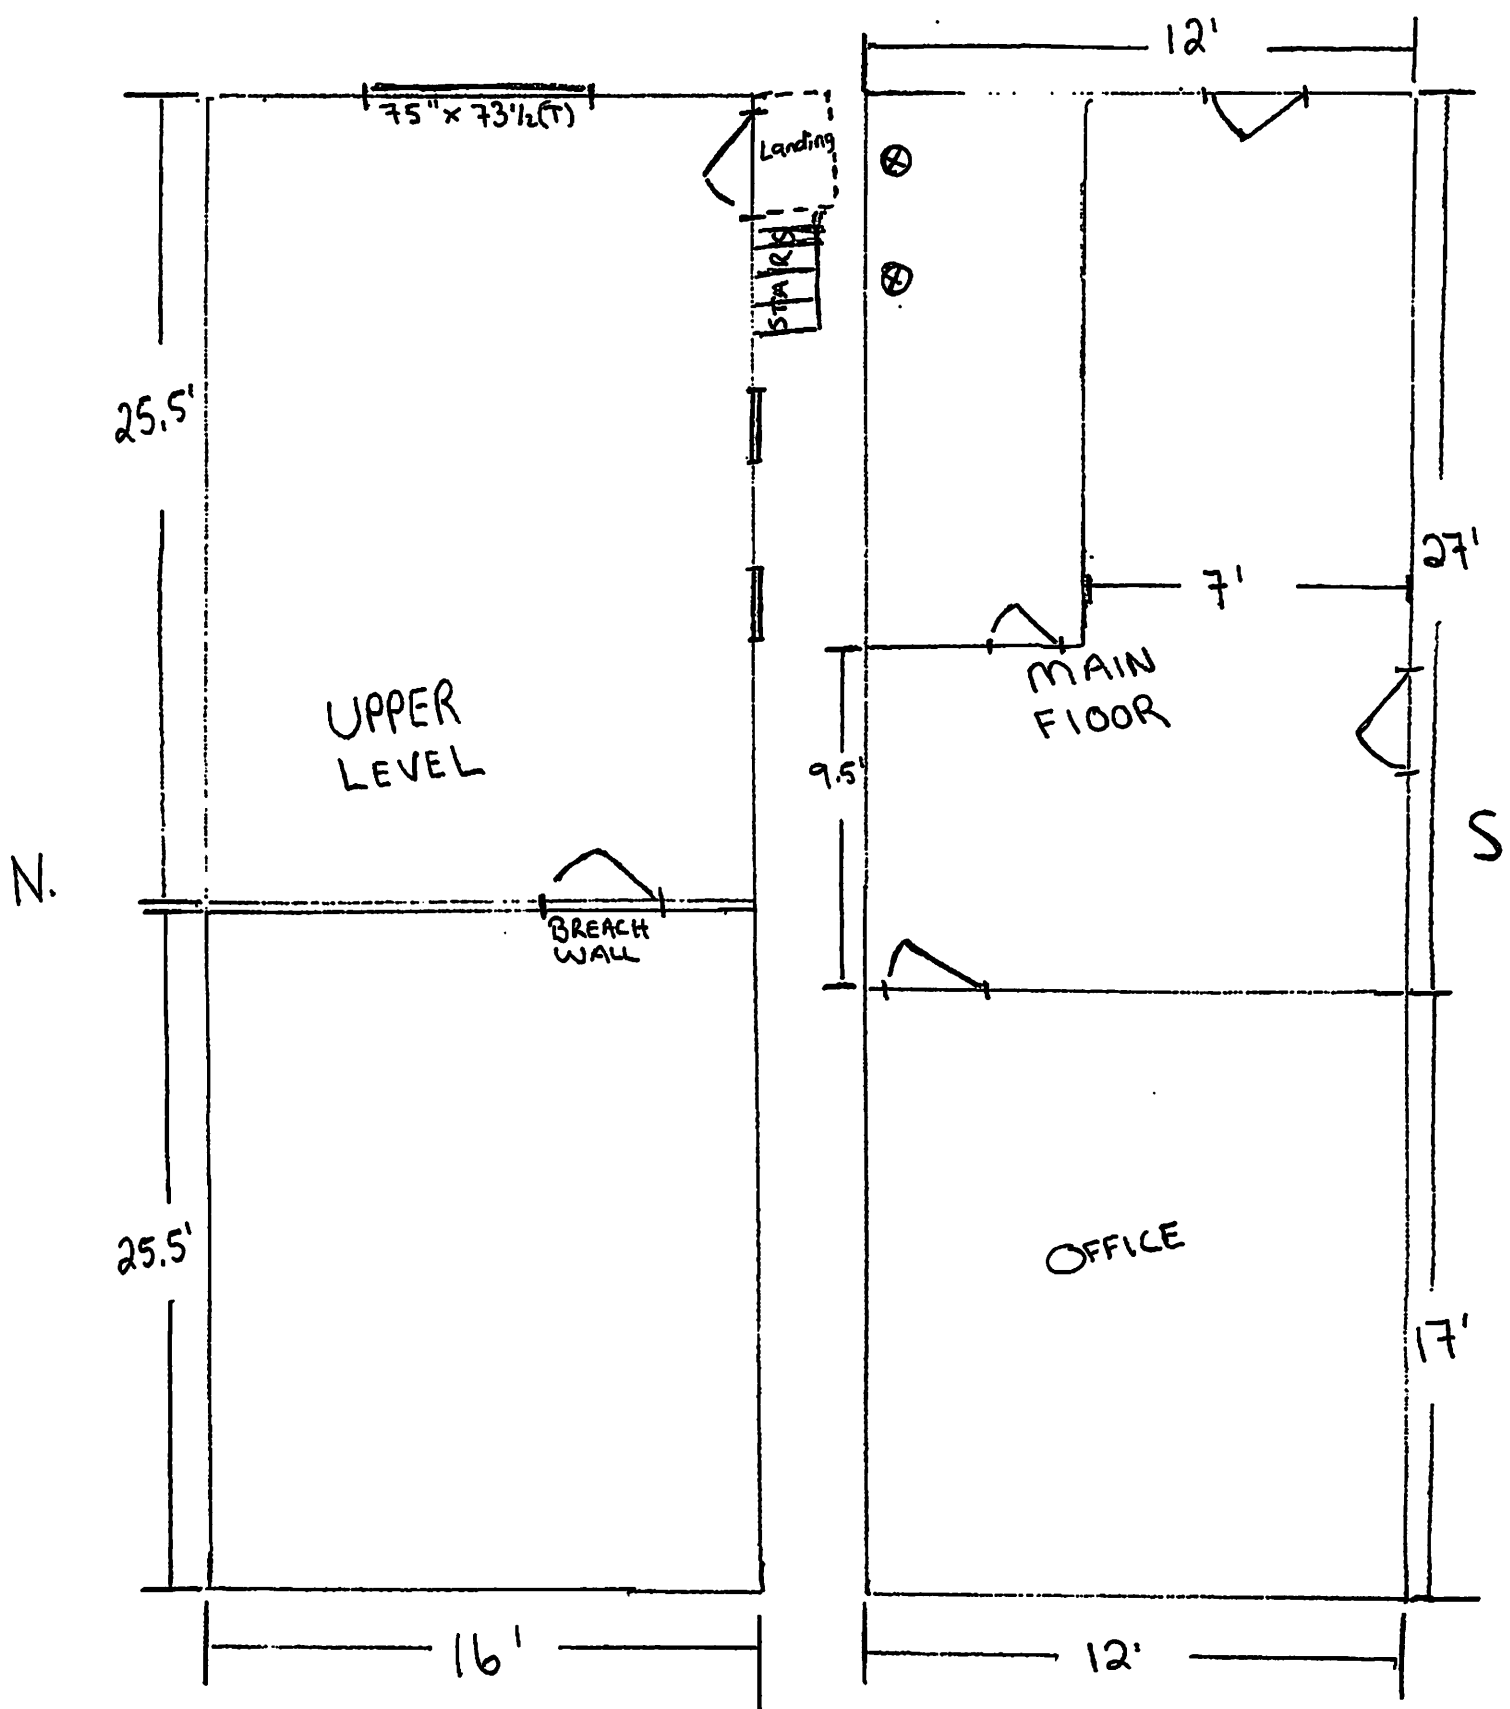 12'
75" x 73 1/2 (T)
Landing
STARS
25.5'
27'
7'
MAIN
FLOOR
UPPER
LEVEL
9.5'
N.
S
BREACH
WALL
25.5'
OFFICE
17'
16'
12'